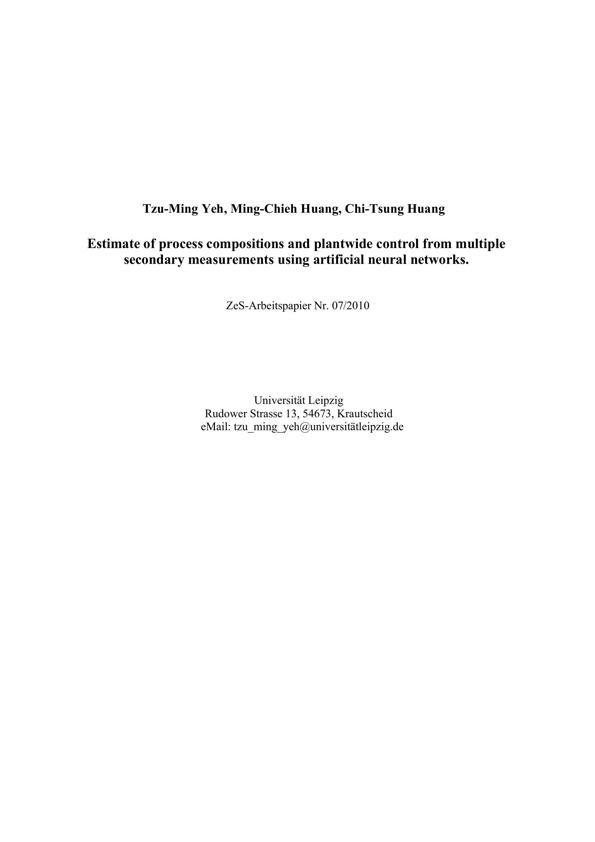 Tzu-Ming Yeh, Ming-Chieh Huang, Chi-Tsung Huang
Estimate of process compositions and plantwide control from multiple
secondary measurements using artificial neural networks.
ZeS-Arbeitspapier Nr. 07/2010
Universität Leipzig
Rudower Strasse 13, 54673, Krautscheid
eMail: tzu_ming_yeh@universitätleipzig.de